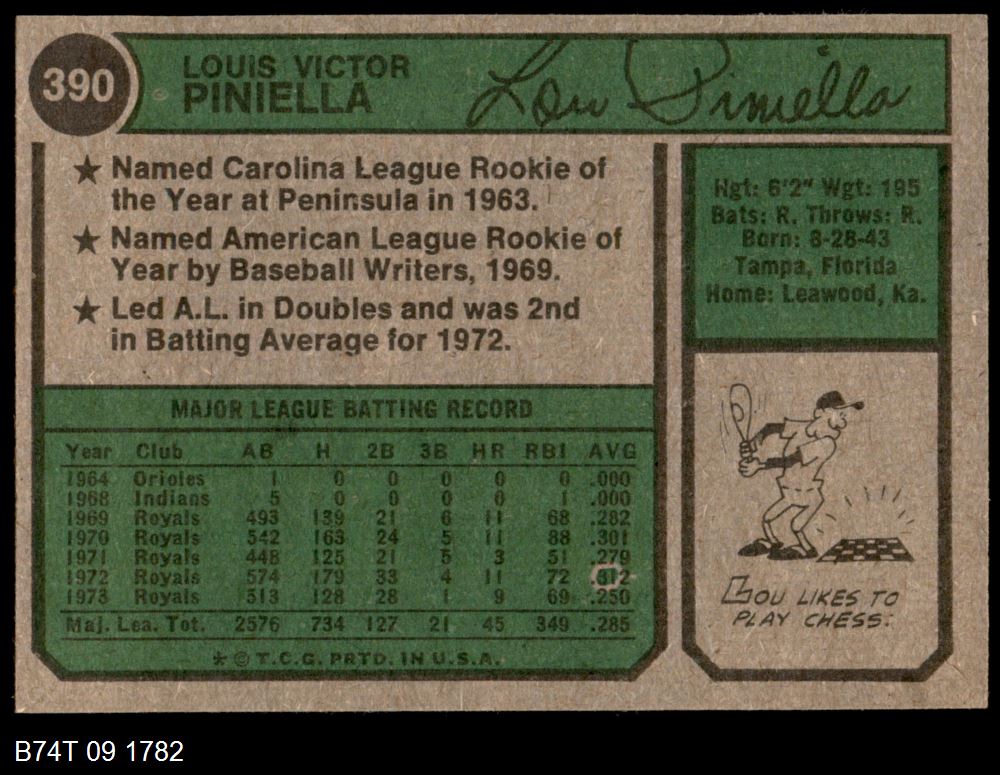 390
LOUIS VICTOR
PINIELLA
Lou Piniella
★ Named Carolina League Rookie of
the Year at Peninsula in 1963.
★ Named American League Rookie of
Year by Baseball Writers, 1969.
★ Led A.L. in Doubles and was 2nd
in Batting Average for 1972.
Hgt: 6'2" Wgt: 195
Bats: R. Throws: R.
Born: 8-28-43
Tampa, Florida
Home: Leawood, Ka.
MAJOR LEAGUE BATTING RECORD
Year Club AB H 2B 3B HR RBI AVG
1964 Orioles 1 0 0 0 0 0 .000
1968 Indians 5 0 0 0 0 1 .000
1969 Royals 493 139 21 6 11 68 .282
1970 Royals 542 163 24 5 11 88 .301
1971 Royals 448 125 21 5 3 51 .279
1972 Royals 574 179 33 4 11 72 .312
1973 Royals 513 128 28 1 9 69 .250
Maj. Lea. Tot. 2576 734 127 21 45 349 .285
* © T.C.G. PRTD. IN U.S.A.
LOU LIKES TO
PLAY CHESS.
B74T 09 1782